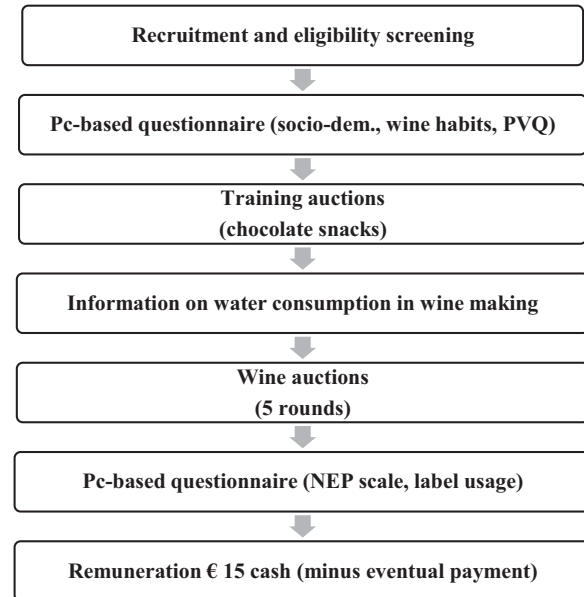 Recruitment and eligibility screening
Pc-based questionnaire (socio-dem., wine habits, PVQ)
Training auctions
(chocolate snacks)
Information on water consumption in wine making
Wine auctions
(5 rounds)
Pc-based questionnaire (NEP scale, label usage)
Remuneration € 15 cash (minus eventual payment)